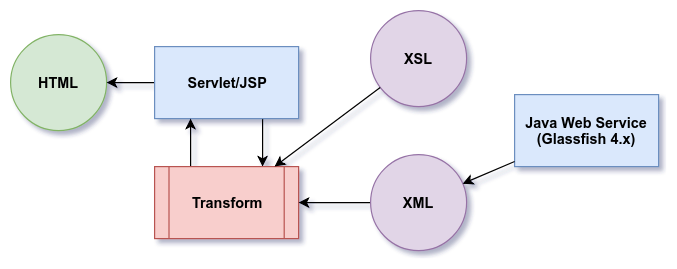 HTML
Servlet/JSP
XSL
Java Web Service
(Glassfish 4.x)
Transform
XML